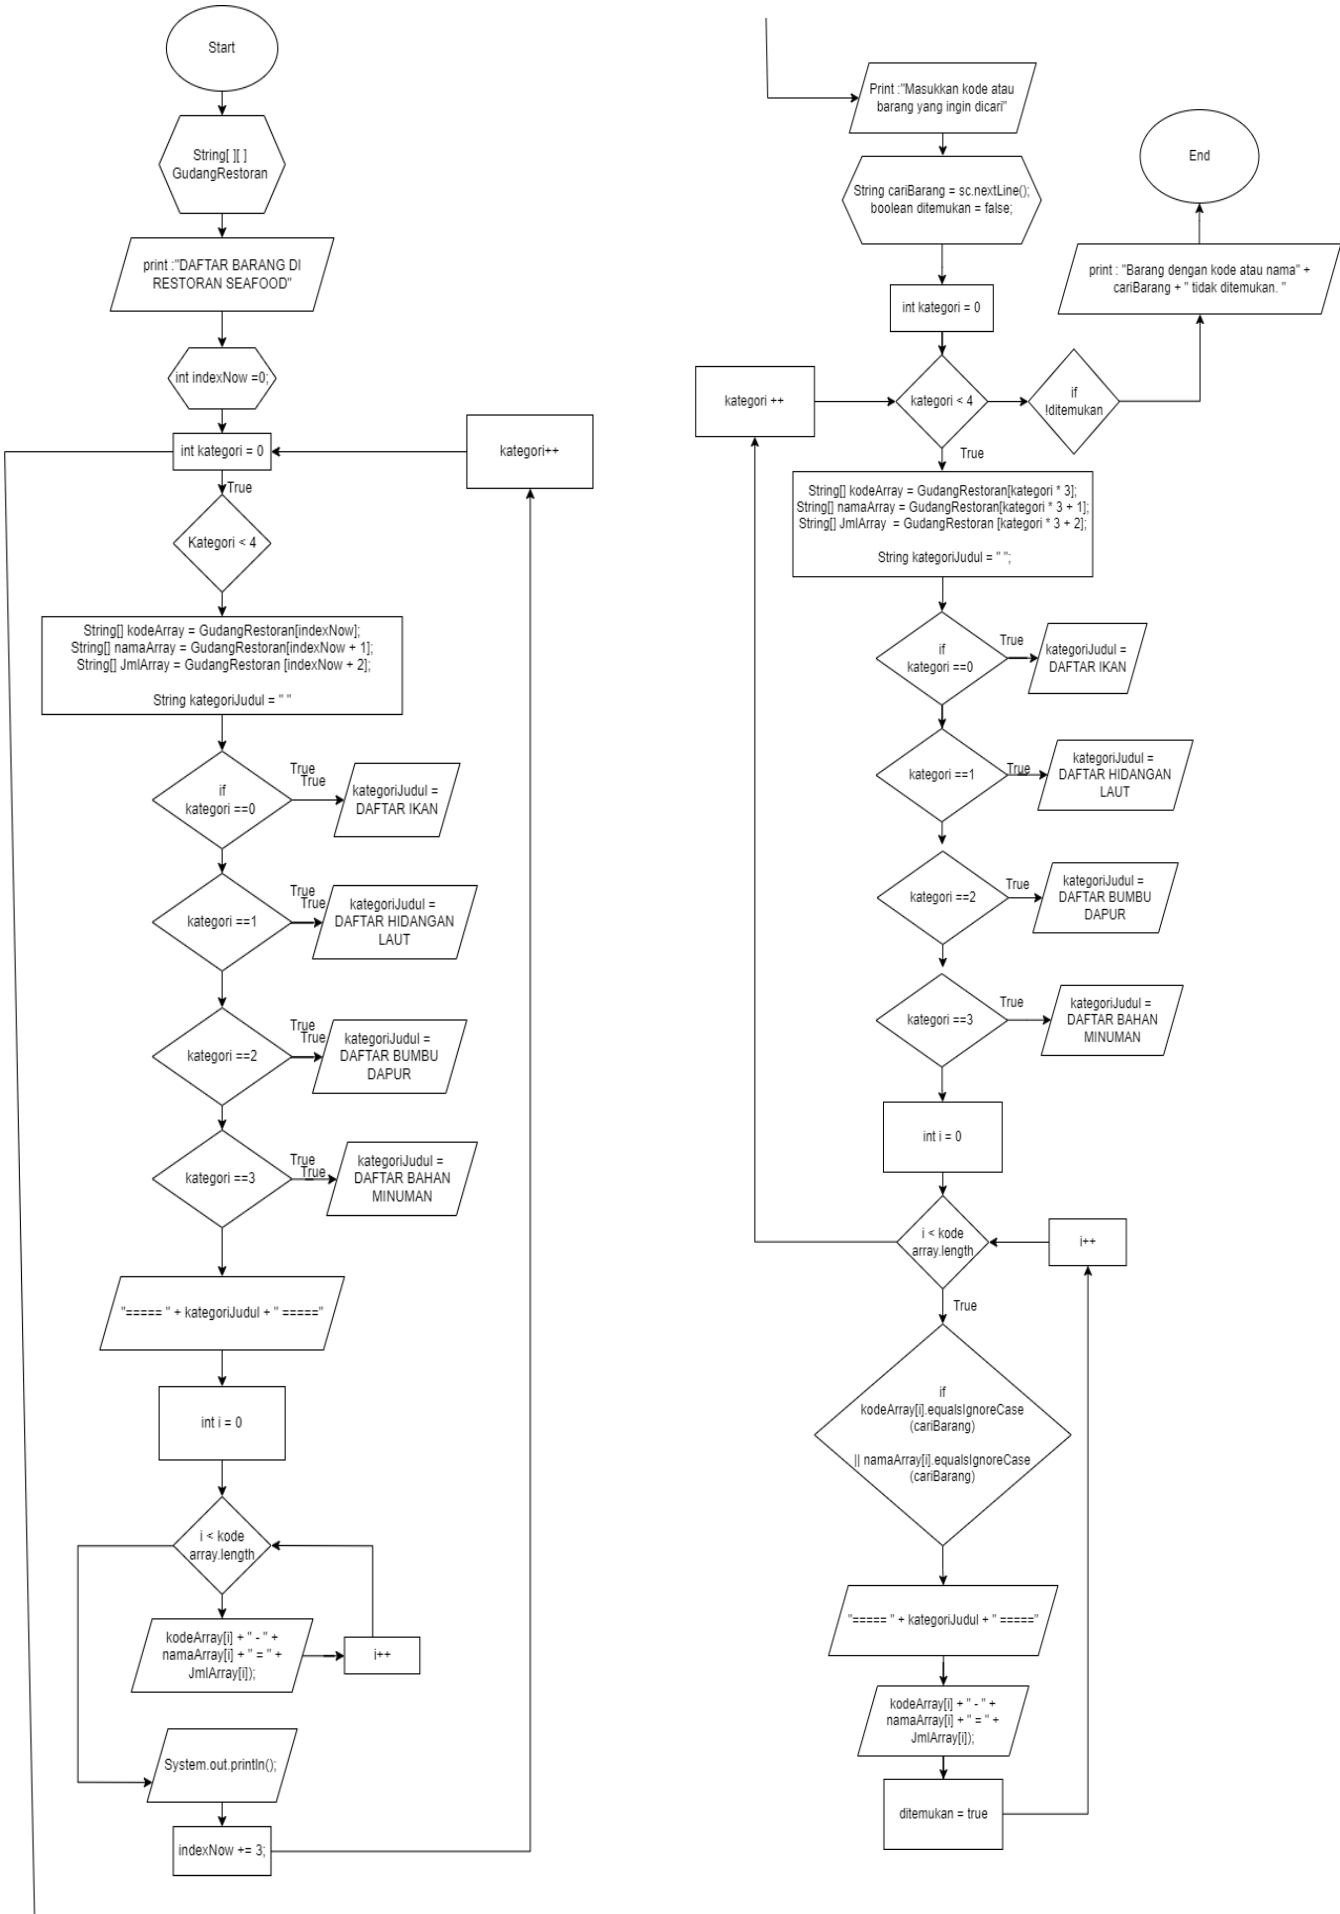 Start
String[ ][ ]
GudangRestoran
print :"DAFTAR BARANG DI
RESTORAN SEAFOOD"
int indexNow =0;
int kategori = 0
kategori++
True
Kategori < 4
String[] kodeArray = GudangRestoran[indexNow];
String[] namaArray = GudangRestoran[indexNow + 1];
String[] JmlArray = GudangRestoran [indexNow + 2];
String kategoriJudul = " "
if
kategori ==0
True
True
kategoriJudul =
DAFTAR IKAN
kategori ==1
True
True
kategoriJudul =
DAFTAR HIDANGAN
LAUT
kategori ==2
True
True
kategoriJudul =
DAFTAR BUMBU
DAPUR
kategori ==3
True
True
kategoriJudul =
DAFTAR BAHAN
MINUMAN
"===== " + kategoriJudul + " ====="
int i = 0
i < kode
array.length
kodeArray[i] + " - " +
namaArray[i] + " = " +
JmlArray[i]);
i++
System.out.println();
indexNow += 3;
Print :"Masukkan kode atau
barang yang ingin dicari"
String cariBarang = sc.nextLine();
boolean ditemukan = false;
End
print : "Barang dengan kode atau nama" +
cariBarang + " tidak ditemukan. "
int kategori = 0
kategori ++
kategori < 4
if
!ditemukan
True
String[] kodeArray = GudangRestoran[kategori * 3];
String[] namaArray = GudangRestoran[kategori * 3 + 1];
String[] JmlArray  = GudangRestoran [kategori * 3 + 2];
String kategoriJudul = " ";
if
kategori ==0
True
kategoriJudul =
DAFTAR IKAN
kategori ==1
True
kategoriJudul =
DAFTAR HIDANGAN
LAUT
kategori ==2
True
kategoriJudul =
DAFTAR BUMBU
DAPUR
kategori ==3
True
kategoriJudul =
DAFTAR BAHAN
MINUMAN
int i = 0
i < kode
array.length
i++
True
if
kodeArray[i].equalsIgnoreCase
(cariBarang)
|| namaArray[i].equalsIgnoreCase
(cariBarang)
"===== " + kategoriJudul + " ====="
kodeArray[i] + " - " +
namaArray[i] + " = " +
JmlArray[i]);
ditemukan = true